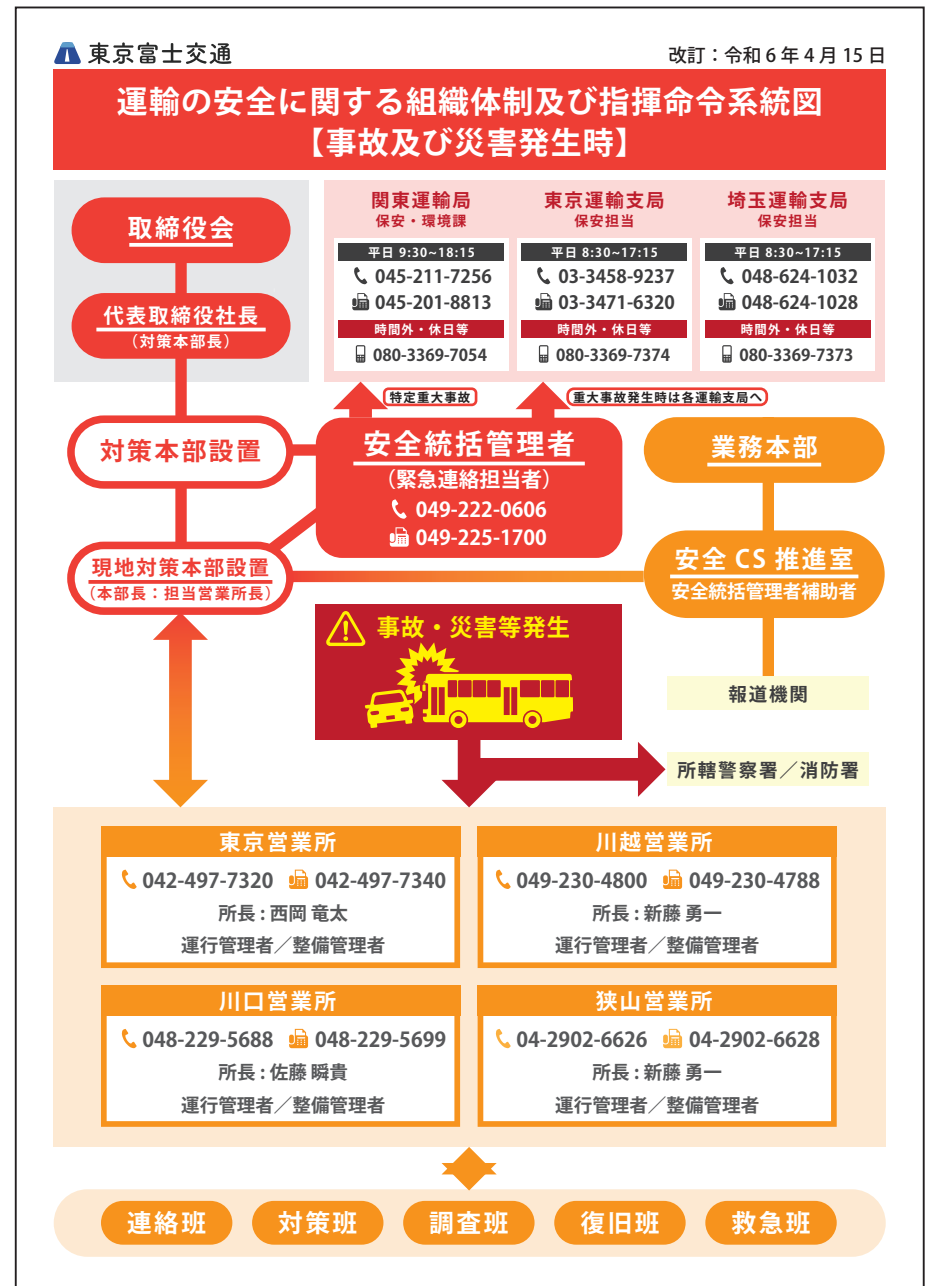 東京富士交通
改訂：令和6年4月15日
運輸の安全に関する組織体制及び指揮命令系統図
【事故及び災害発生時】
取締役会
代表取締役社長
（対策本部長）
関東運輸局
保安・環境課
平日 9:30~18:15
045-211-7256
045-201-8813
時間外・休日等
080-3369-7054
東京運輸支局
保安担当
平日 8:30~17:15
03-3458-9237
03-3471-6320
時間外・休日等
080-3369-7374
埼玉運輸支局
保安担当
平日 8:30~17:15
048-624-1032
048-624-1028
時間外・休日等
080-3369-7373
特定重大事故
重大事故発生時は各運輸支局へ
対策本部設置
安全統括管理者
（緊急連絡担当者）
049-222-0606
049-225-1700
業務本部
現地対策本部設置
（本部長：担当営業所長）
安全 CS 推進室
安全統括管理者補助者
事故・災害等発生
報道機関
所轄警察署／消防署
東京営業所
042-497-7320 042-497-7340
所長 : 西岡 竜太
運行管理者／整備管理者
川越営業所
049-230-4800 049-230-4788
所長 : 新藤 勇一
運行管理者／整備管理者
川口営業所
048-229-5688 048-229-5699
所長 : 佐藤 瞬貴
運行管理者／整備管理者
狭山営業所
04-2902-6626 04-2902-6628
所長 : 新藤 勇一
運行管理者／整備管理者
連絡班 対策班 調査班 復旧班 救急班